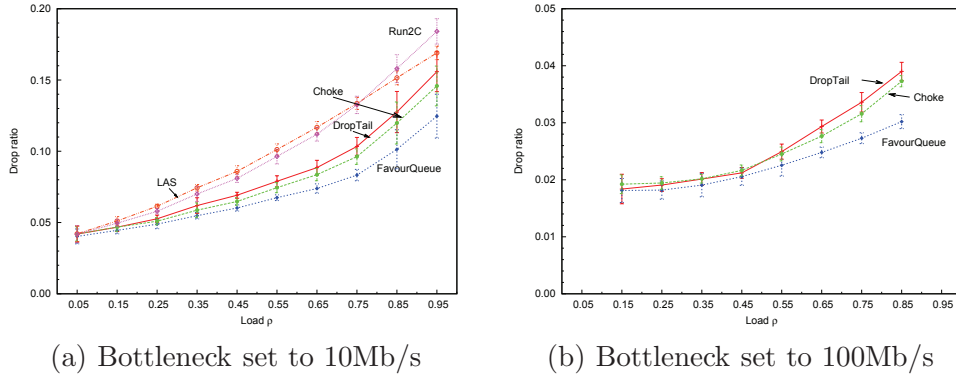 0.20
0.15
0.10
0.05
0.00
Drop ratio
Run2C
Choke
DropTail
LAS
FavourQueue
0.05 0.15 0.25 0.35 0.45 0.55 0.65 0.75 0.85 0.95
Load ρ
(a) Bottleneck set to 10Mb/s
0.05
0.04
0.03
0.02
0.01
0.00
Drop ratio
DropTail
Choke
FavourQueue
0.05 0.15 0.25 0.35 0.45 0.55 0.65 0.75 0.85 0.95
Load ρ
(b) Bottleneck set to 100Mb/s